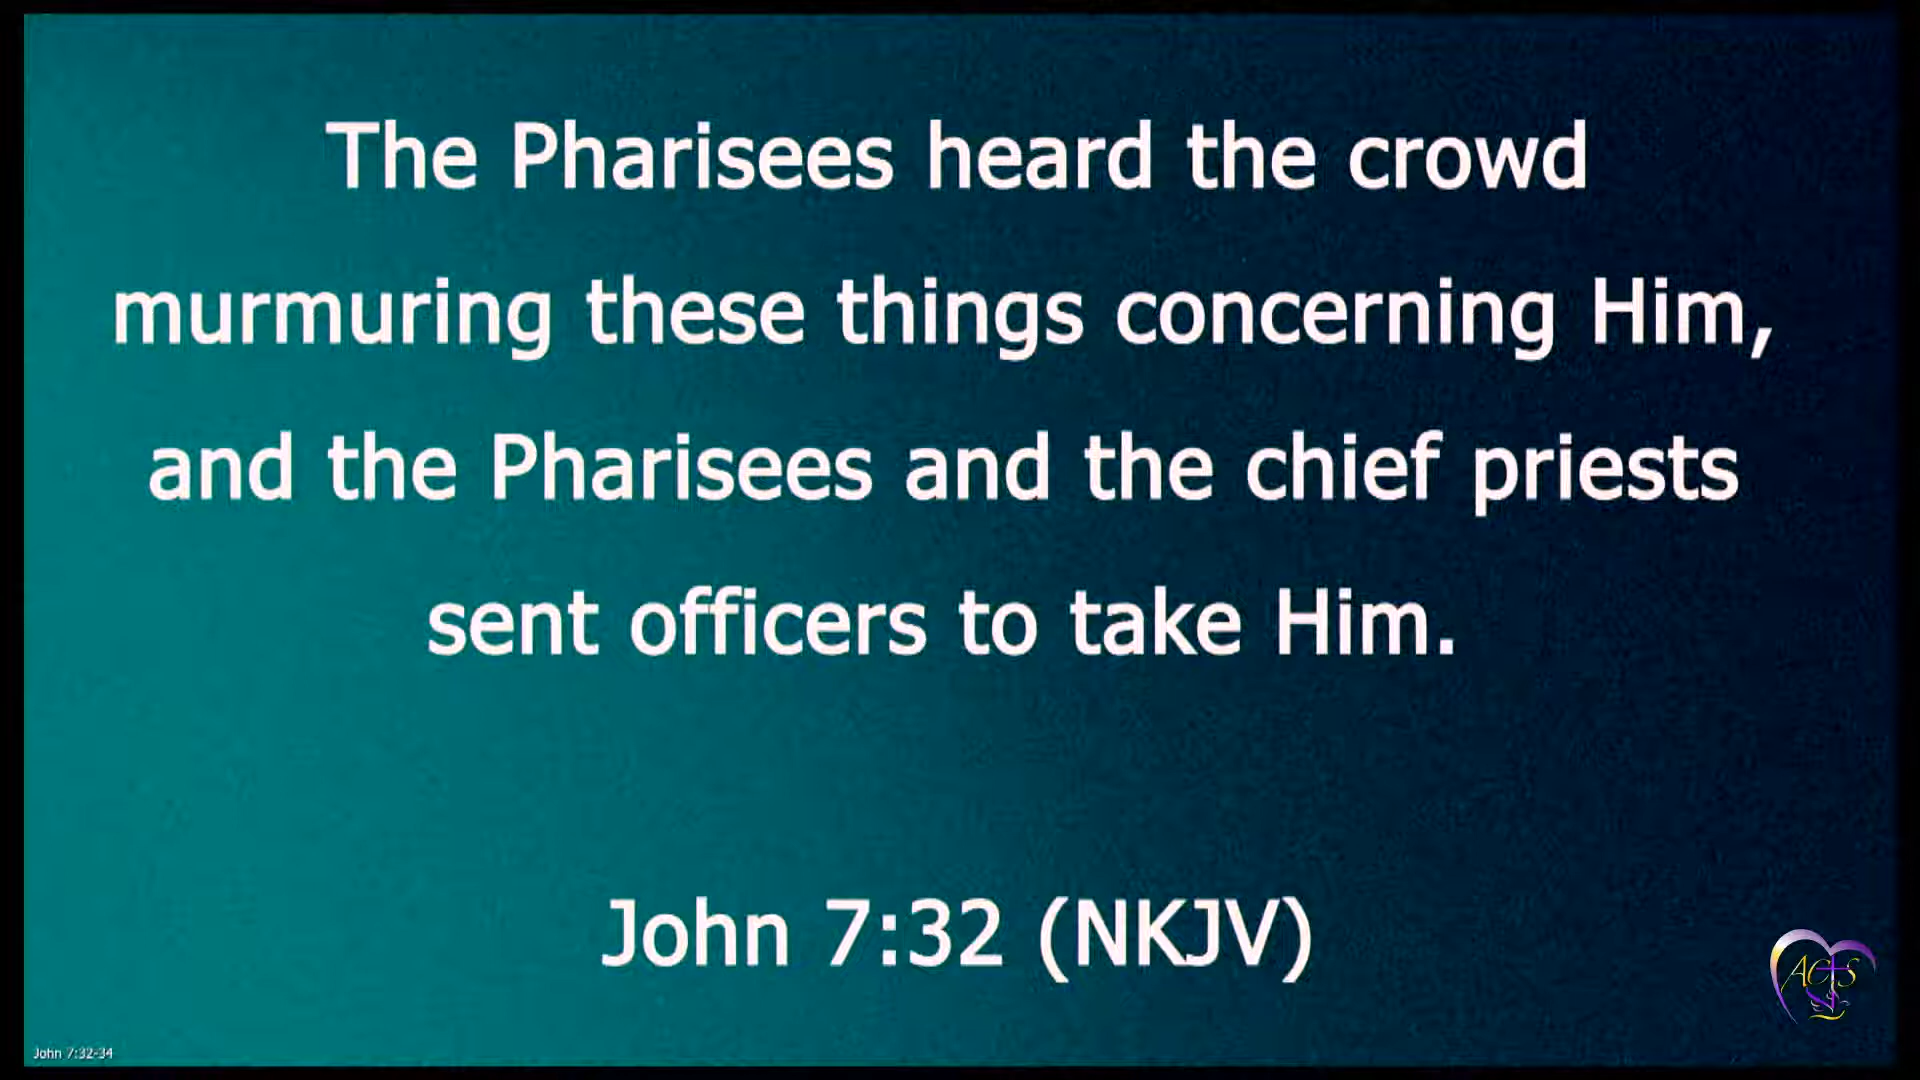 The Pharisees heard the crowd
murmuring these things concerning Him,
and the Pharisees and the chief priests
sent officers to take Him.
John 7:32 (NKJV)
ACTS
John 7:32-34